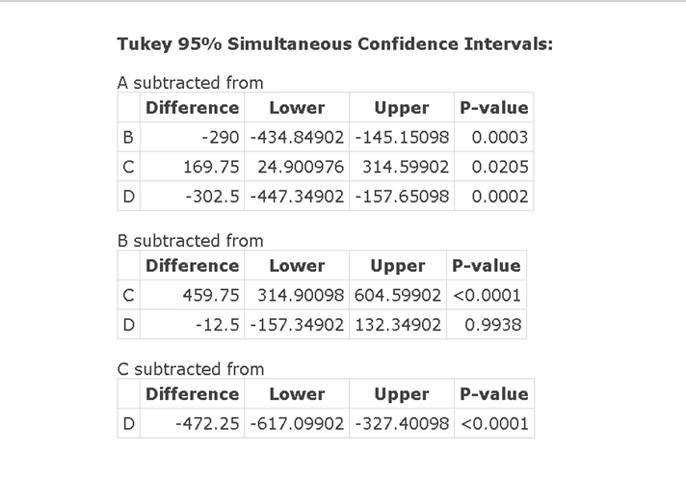 Tukey 95% Simultaneous Confidence Intervals:
A subtracted from
Difference Lower Upper P-value
B -290 -434.84902 -145.15098 0.0003
C 169.75 24.900976 314.59902 0.0205
D -302.5 -447.34902 -157.65098 0.0002
B subtracted from
Difference Lower Upper P-value
C 459.75 314.90098 604.59902 <0.0001
D -12.5 -157.34902 132.34902 0.9938
C subtracted from
Difference Lower Upper P-value
D -472.25 -617.09902 -327.40098 <0.0001